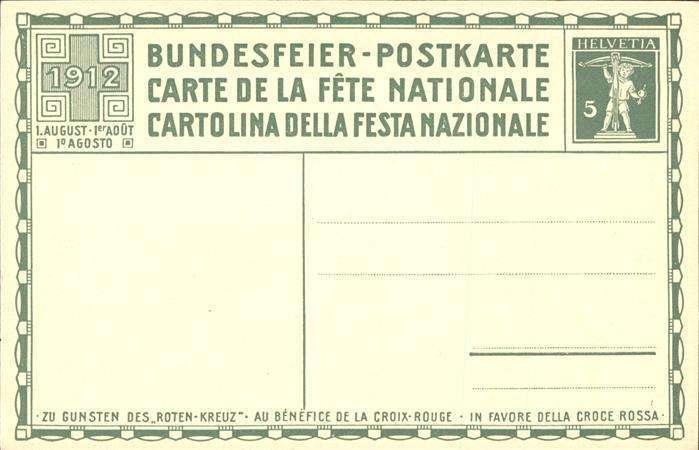 1912
1. AUGUST · 1er AOÛT
1º AGOSTO
BUNDESFEIER-POSTKARTE
CARTE DE LA FÊTE NATIONALE
CARTOLINA DELLA FESTA NAZIONALE
HELVETIA
5
· ZU GUNSTEN DES „ROTEN-KREUZ" · AU BÉNÉFICE DE LA CROIX-ROUGE · IN FAVORE DELLA CROCE ROSSA ·